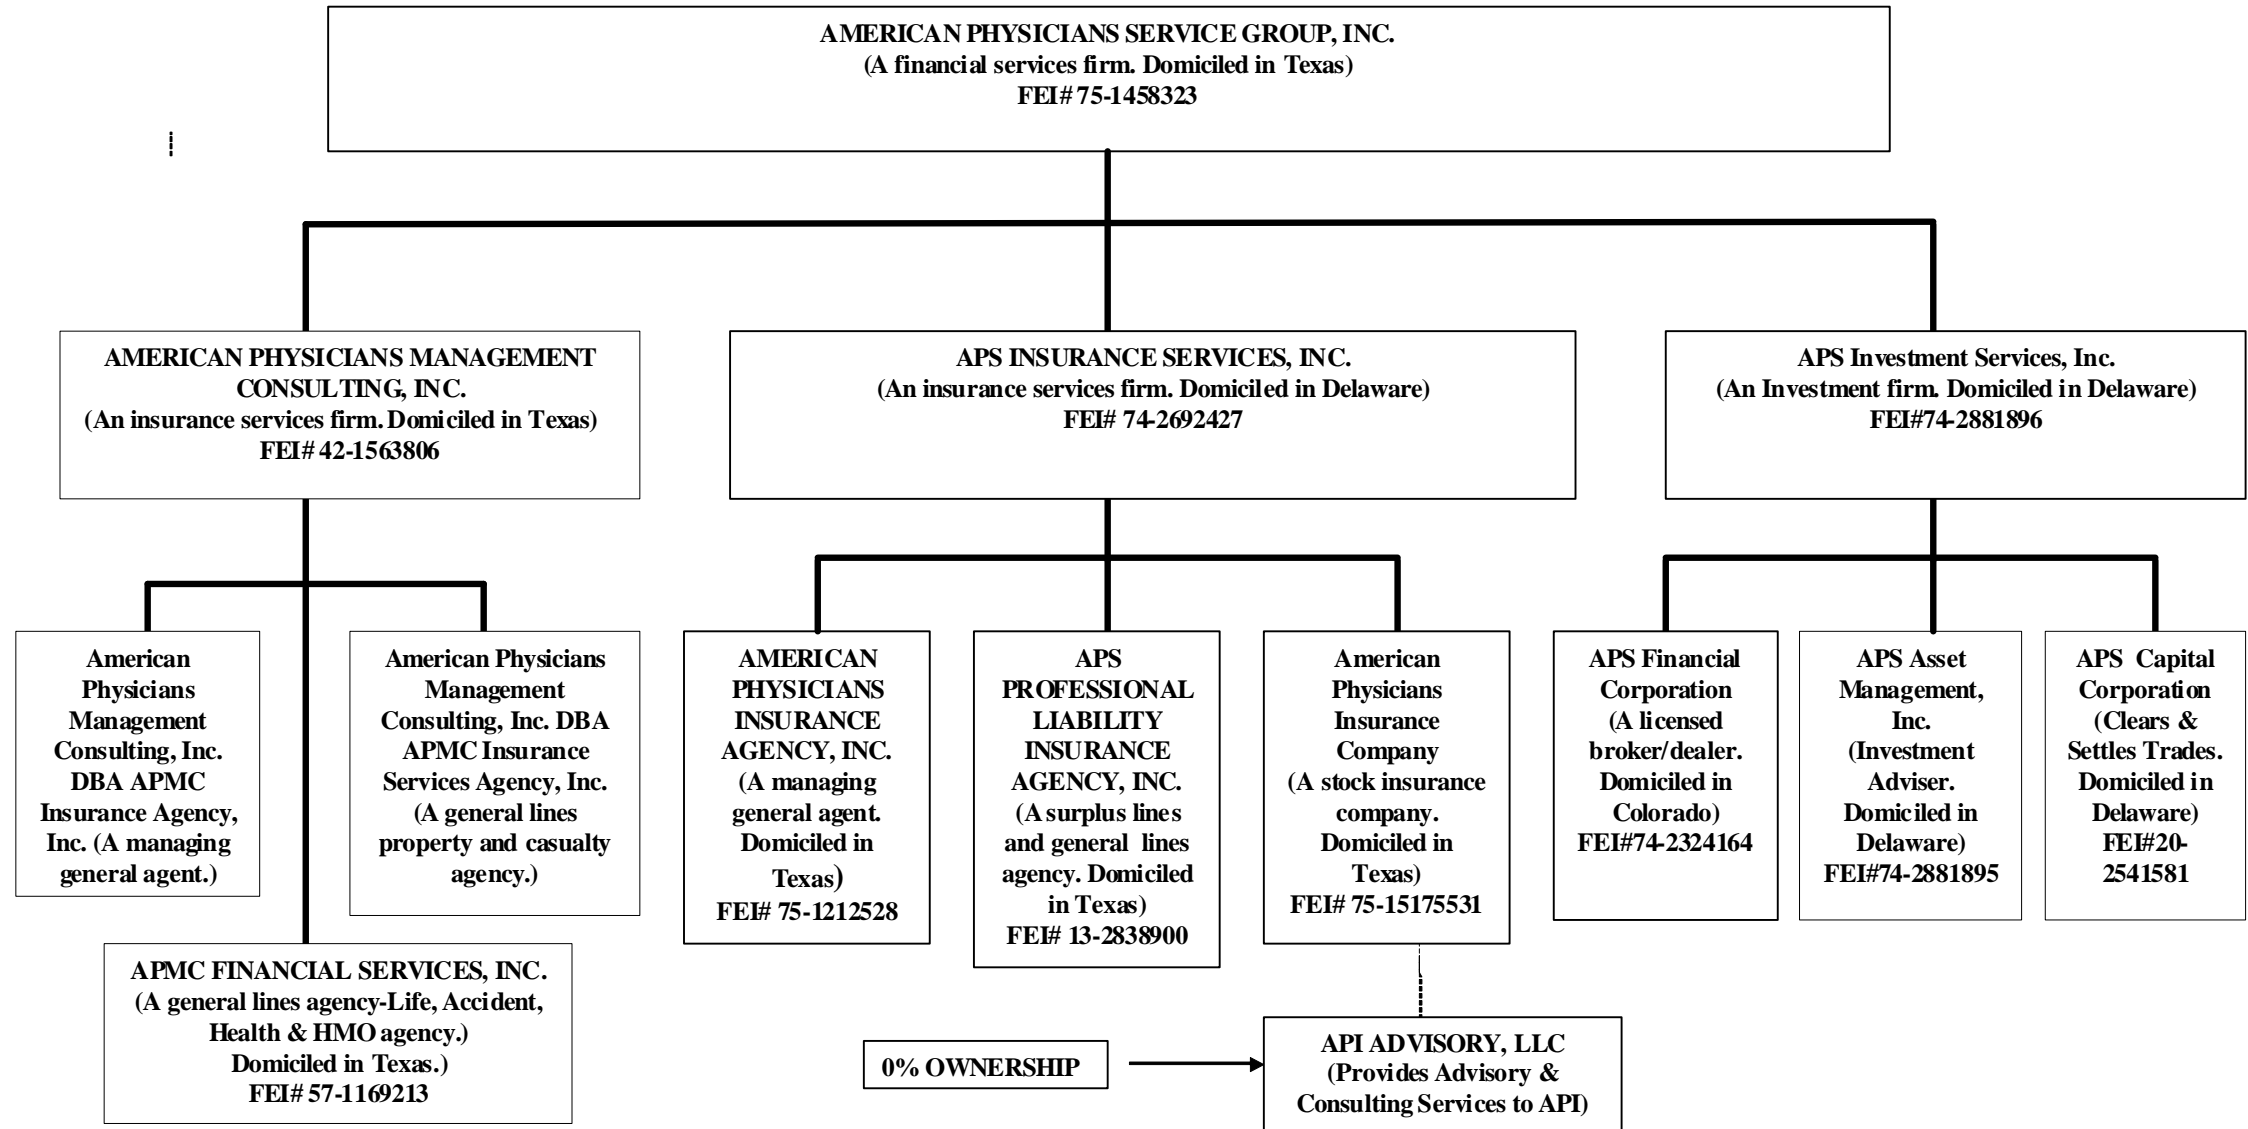 AMERICAN PHYSICIANS SERVICE GROUP, INC.
(A financial services firm. Domiciled in Texas)
FEI# 75-1458323
AMERICAN PHYSICIANS MANAGEMENT
CONSULTING, INC.
(An insurance services firm. Domiciled in Texas)
FEI# 42-1563806
APS INSURANCE SERVICES, INC.
(An insurance services firm. Domiciled in Delaware)
FEI# 74-2692427
APS Investment Services, Inc.
(An Investment firm. Domiciled in Delaware)
FEI#74-2881896
American
Physicians
Management
Consulting, Inc.
DBA APMC
Insurance Agency,
Inc. (A managing
general agent.)
American Physicians
Management
Consulting, Inc. DBA
APMC Insurance
Services Agency, Inc.
(A general lines
property and casualty
agency.)
AMERICAN
PHYSICIANS
INSURANCE
AGENCY, INC.
(A managing
general agent.
Domiciled in
Texas)
FEI# 75-1212528
APS
PROFESSIONAL
LIABILITY
INSURANCE
AGENCY, INC.
(A surplus lines
and general lines
agency. Domiciled
in Texas)
FEI# 13-2838900
American
Physicians
Insurance
Company
(A stock insurance
company.
Domiciled in
Texas)
FEI# 75-15175531
APS Financial
Corporation
(A licensed
broker/dealer.
Domiciled in
Colorado)
FEI#74-2324164
APS Asset
Management,
Inc.
(Investment
Adviser.
Domiciled in
Delaware)
FEI#74-2881895
APS Capital
Corporation
(Clears &
Settles Trades.
Domiciled in
Delaware)
FEI#20-
2541581
APMC FINANCIAL SERVICES, INC.
(A general lines agency-Life, Accident,
Health & HMO agency.)
Domiciled in Texas.)
FEI# 57-1169213
0% OWNERSHIP
API ADVISORY, LLC
(Provides Advisory &
Consulting Services to API)